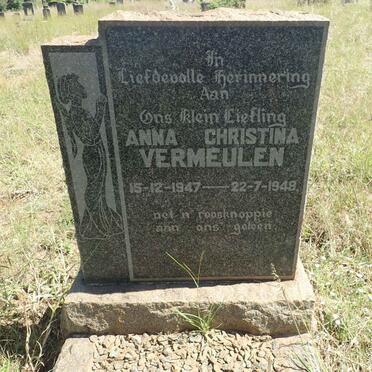 In
Liefdevolle Herinnering
Aan
Ons Klein Liefling
ANNA CHRISTINA
VERMEULEN
15-12-1947 — 22-7-1948.
net 'n roosknoppie
aan ons geleen.